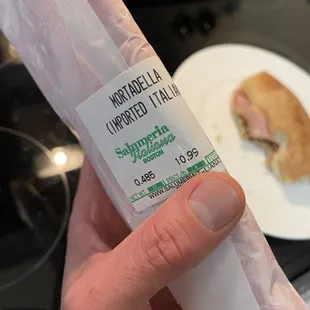 MORTADELLA
(IMPORTED ITALIA
Salumeria
Italiana
BOSTON
0.485 10.99